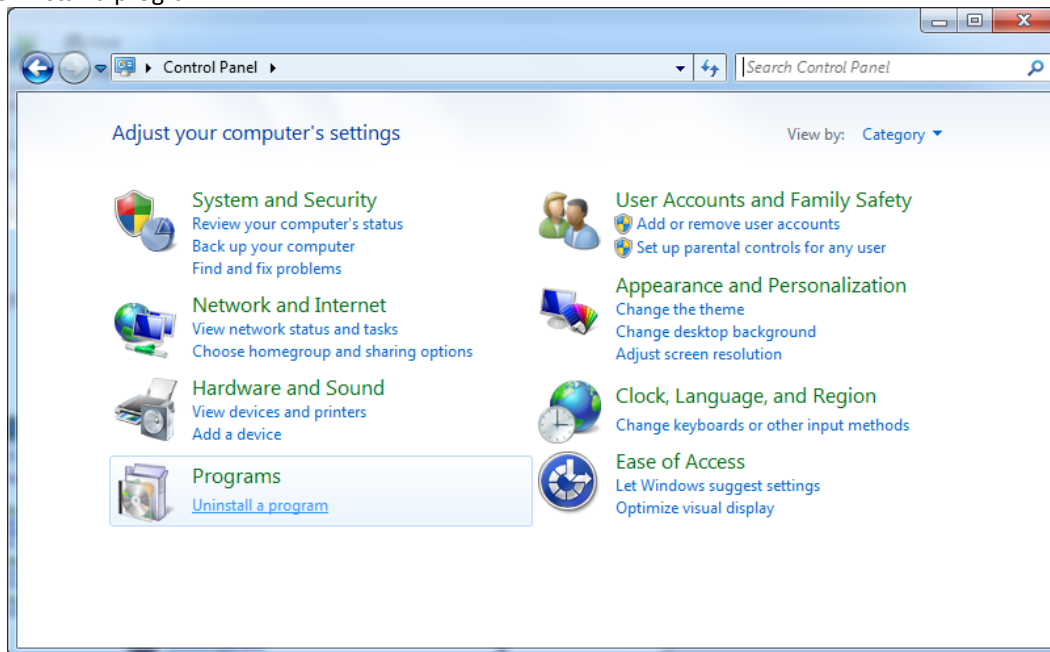 Control Panel
Search Control Panel
Adjust your computer's settings
View by: Category
System and Security
Review your computer's status
Back up your computer
Find and fix problems
Network and Internet
View network status and tasks
Choose homegroup and sharing options
Hardware and Sound
View devices and printers
Add a device
Programs
Uninstall a program
User Accounts and Family Safety
Add or remove user accounts
Set up parental controls for any user
Appearance and Personalization
Change the theme
Change desktop background
Adjust screen resolution
Clock, Language, and Region
Change keyboards or other input methods
Ease of Access
Let Windows suggest settings
Optimize visual display